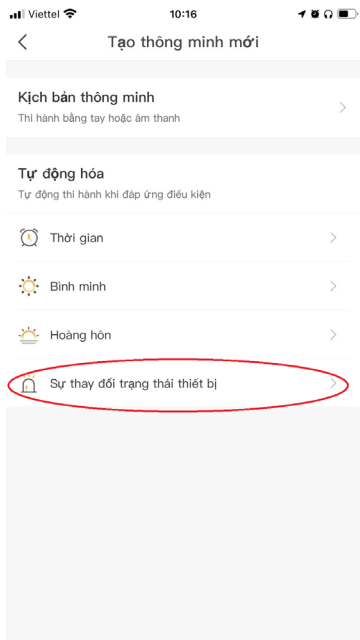 Viettel 10:16
Tạo thông minh mới
Kịch bản thông minh
Thi hành bằng tay hoặc âm thanh
Tự động hóa
Tự động thi hành khi đáp ứng điều kiện
Thời gian
Bình minh
Hoàng hôn
Sự thay đổi trạng thái thiết bị